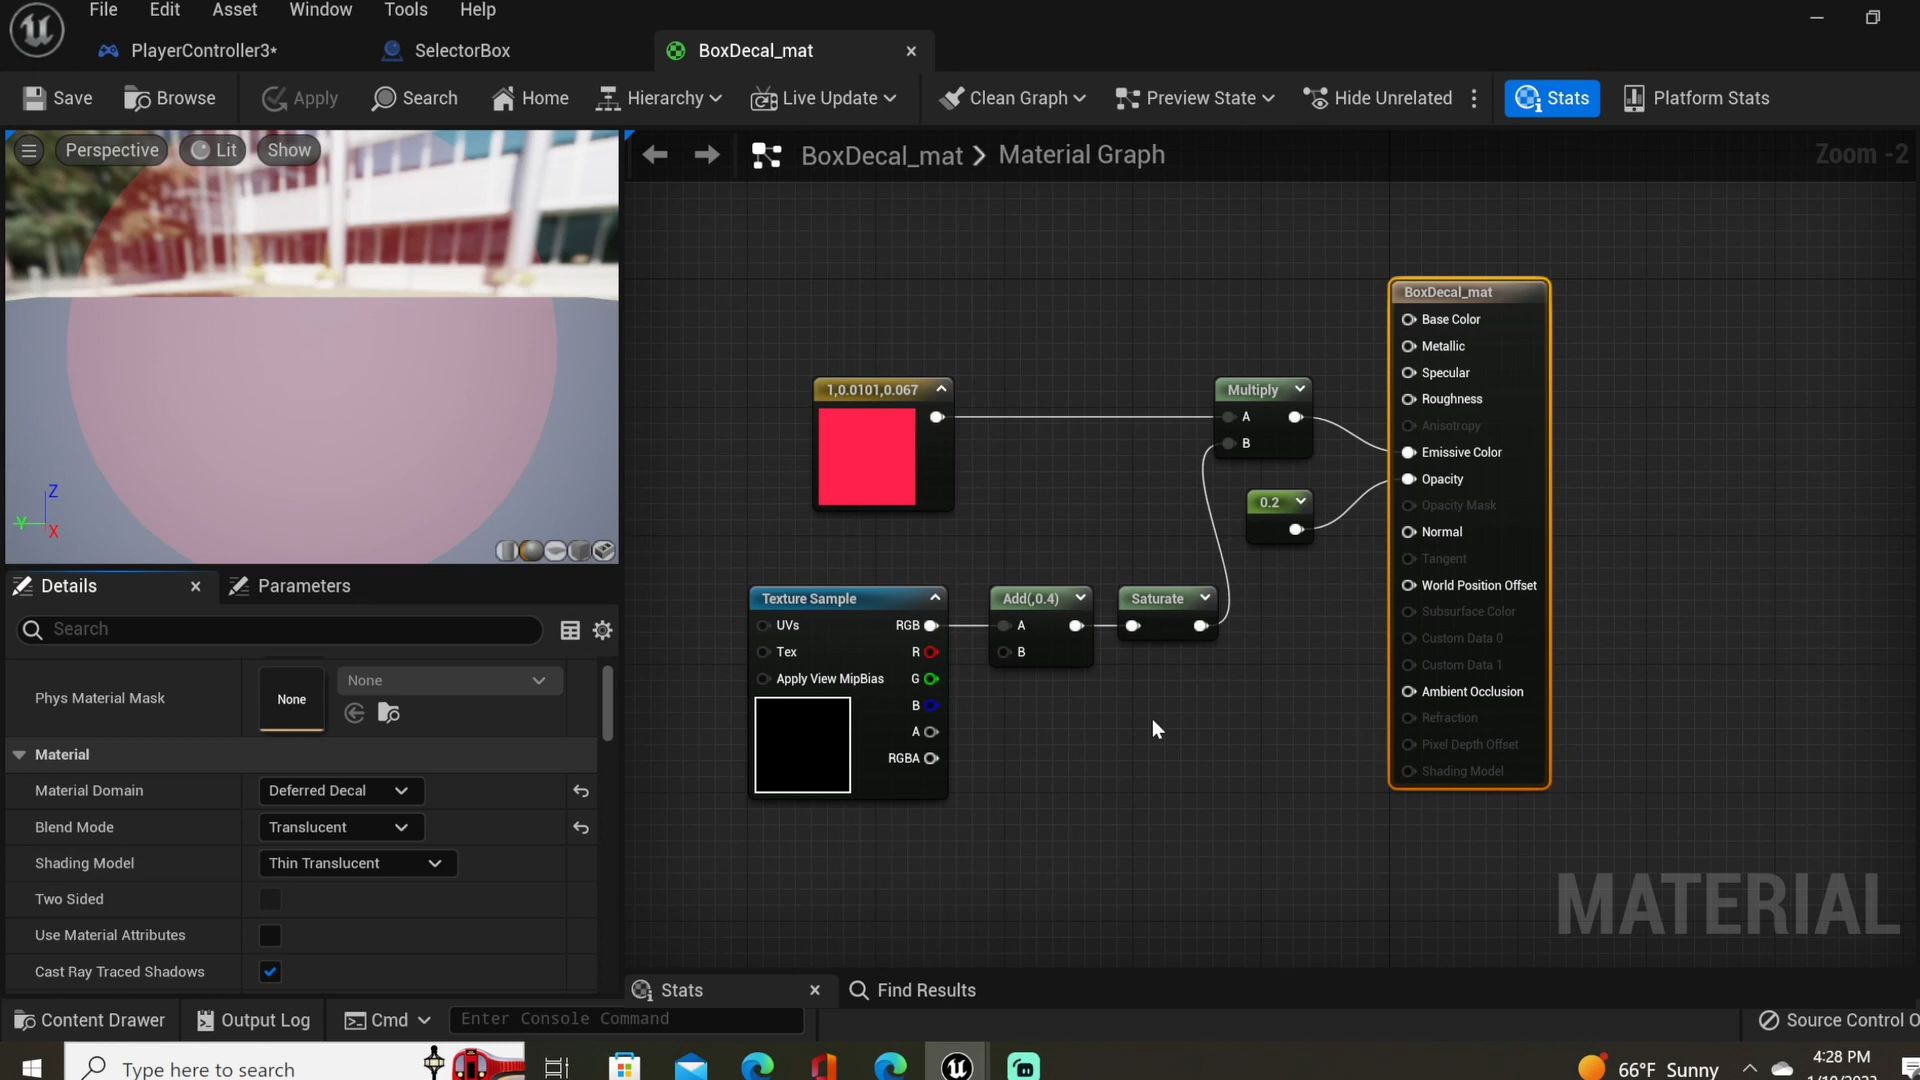 File Edit Asset Window Tools Help
PlayerController3* SelectorBox BoxDecal_mat
Save Browse Apply Search Home Hierarchy Live Update Clean Graph Preview State Hide Unrelated Stats Platform Stats
Perspective Lit Show
BoxDecal_mat Material Graph Zoom -2
BoxDecal_mat
Base Color
Metallic
Specular
Roughness
Anisotropy
Emissive Color
Opacity
Opacity Mask
Normal
Tangent
World Position Offset
Subsurface Color
Custom Data 0
Custom Data 1
Ambient Occlusion
Refraction
Pixel Depth Offset
Shading Model
1,0.0101,0.067
Multiply
A
B
0.2
Texture Sample
UVs RGB
Tex R
Apply View MipBias G
B
A
RGBA
Add(,0.4)
A
B
Saturate
Z
Y
X
Details Parameters
Search
Phys Material Mask None None
Material
Material Domain Deferred Decal
Blend Mode Translucent
Shading Model Thin Translucent
Two Sided
Use Material Attributes
Cast Ray Traced Shadows
MATERIAL
Stats Find Results
Content Drawer Output Log Cmd Enter Console Command Source Control O
Type here to search 66°F Sunny 4:28 PM